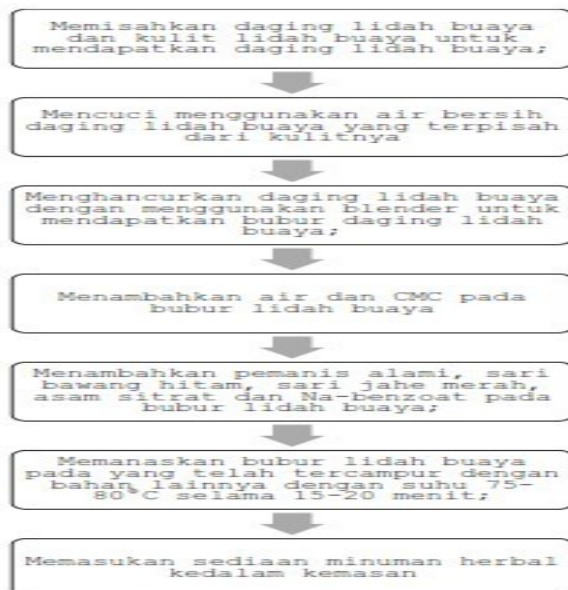 Memisahkan daging lidah buaya
dan kulit lidah buaya untuk
mendapatkan daging lidah buaya;
Mencuci menggunakan air bersih
daging lidah buaya yang terpisah
dari kulitnya
Menghancurkan daging lidah buaya
dengan menggunakan blender untuk
mendapatkan bubur daging lidah
buaya;
Menambahkan air dan CMC pada
bubur lidah buaya
Menambahkan pemanis alami, sari
bawang hitam, sari jahe merah,
asam sitrat dan Na-benzoat pada
bubur lidah buaya;
Memanaskan bubur lidah buaya
pada yang telah tercampur dengan
bahan lainnya dengan suhu 75-
80°C selama 15-20 menit;
Memasukan sediaan minuman herbal
kedalam kemasan